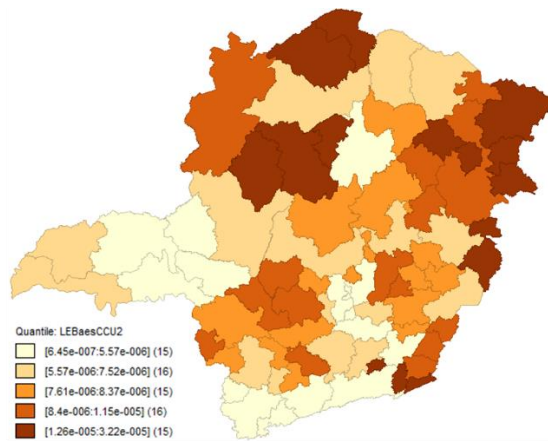 Quantile: LEBaesCCU2
[6.45e-007:5.57e-006] (15)
[5.57e-006:7.52e-006] (16)
[7.61e-006:8.37e-006] (15)
[8.4e-006:1.15e-005] (16)
[1.26e-005:3.22e-005] (15)